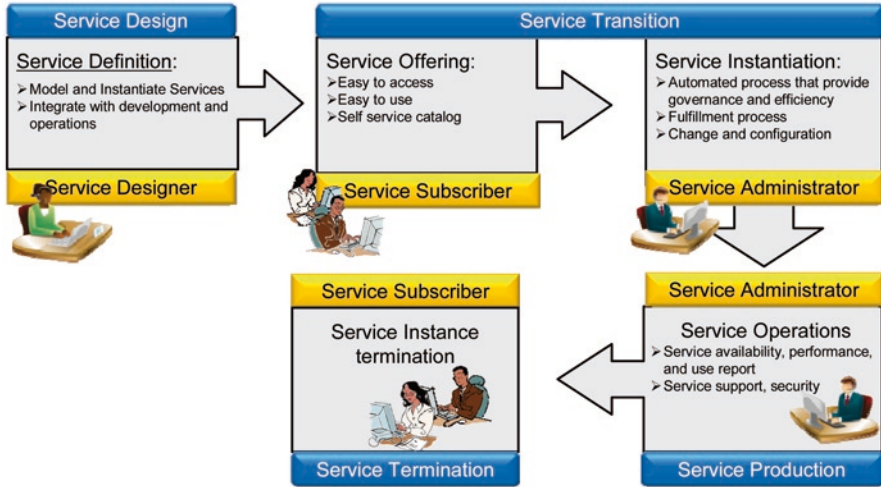 Service Design
Service Transition
Service Definition:
➢ Model and Instantiate Services
➢ Integrate with development and
operations
Service Designer
Service Offering:
➢ Easy to access
➢ Easy to use
➢ Self service catalog
Service Subscriber
Service Instantiation:
➢ Automated process that provide
governance and efficiency
➢ Fulfillment process
➢ Change and configuration
Service Administrator
Service Subscriber
Service Instance
termination
Service Termination
Service Administrator
Service Operations
➢ Service availability, performance,
and use report
➢ Service support, security
Service Production